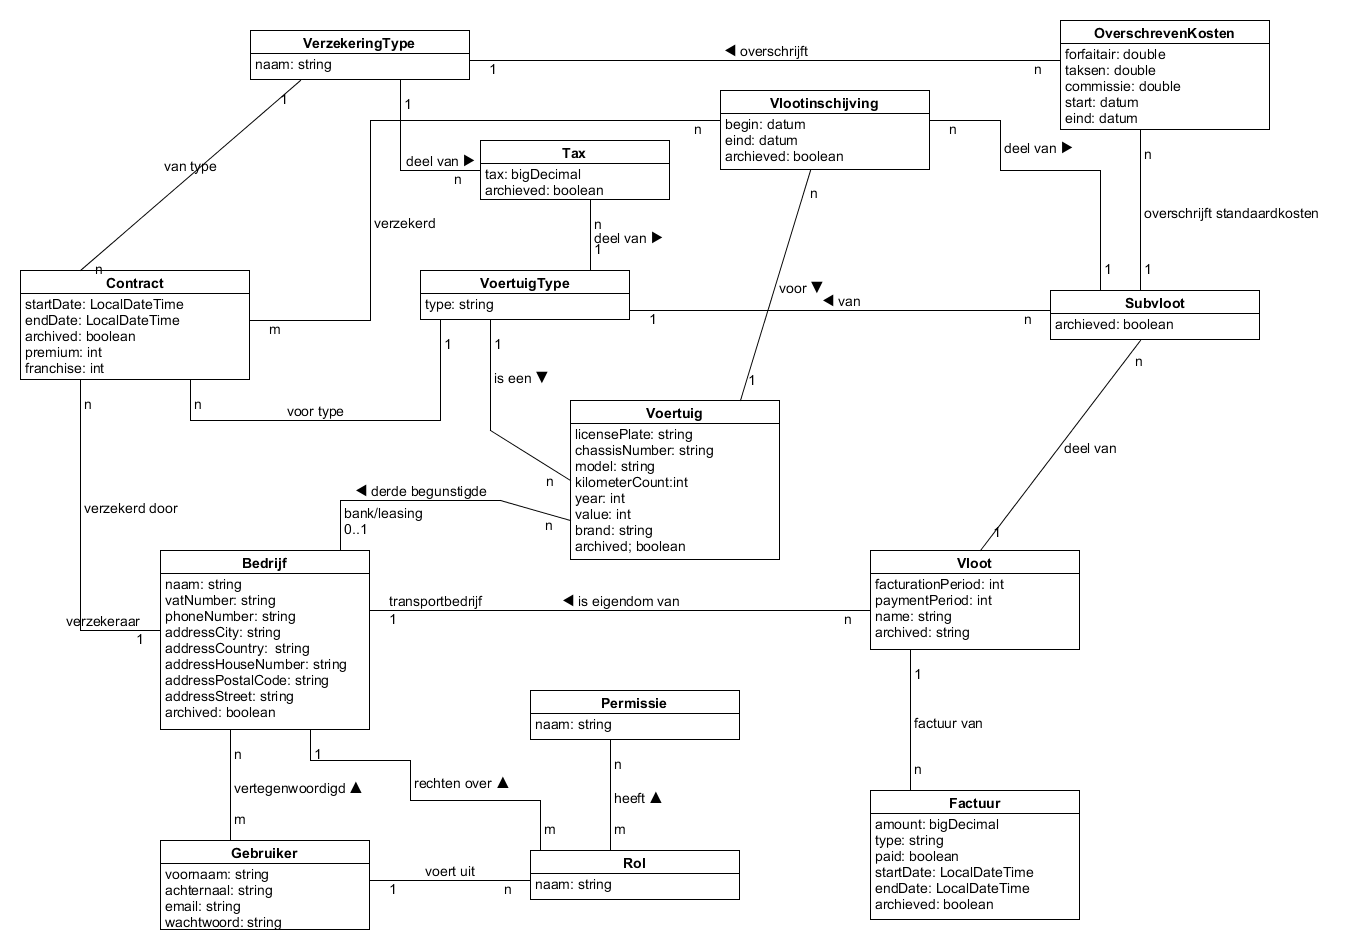 VerzekeringType
naam: string
◀ overschrijft
1
n
OverschrevenKosten
forfaitair: double
taksen: double
commissie: double
start: datum
eind: datum
1
1
van type
n
deel van ▶
n
Tax
tax: bigDecimal
archieved: boolean
n
deel van ▶
1
verzekerd
n
Vlootinschijving
begin: datum
eind: datum
archieved: boolean
n
deel van ▶
1
n
overschrijft standaardkosten
1
n
voor ▼
1
Contract
startDate: LocalDateTime
endDate: LocalDateTime
archived: boolean
premium: int
franchise: int
m
VoertuigType
type: string
1
◀ van
n
Subvloot
archieved: boolean
n
voor type
1
1
is een ▼
n
n
deel van
1
Voertuig
licensePlate: string
chassisNumber: string
model: string
kilometerCount:int
year: int
value: int
brand: string
archived; boolean
◀ derde begunstigde
bank/leasing
0..1
n
n
verzekerd door
verzekeraar
1
Bedrijf
naam: string
vatNumber: string
phoneNumber: string
addressCity: string
addressCountry:  string
addressHouseNumber: string
addressPostalCode: string
addressStreet: string
archived: boolean
transportbedrijf
1
◀ is eigendom van
n
Vloot
facturationPeriod: int
paymentPeriod: int
name: string
archived: string
1
factuur van
n
Permissie
naam: string
n
heeft ▲
m
n
vertegenwoordigd ▲
m
1
rechten over ▲
m
Gebruiker
voornaam: string
achternaal: string
email: string
wachtwoord: string
voert uit
1
n
Rol
naam: string
Factuur
amount: bigDecimal
type: string
paid: boolean
startDate: LocalDateTime
endDate: LocalDateTime
archieved: boolean